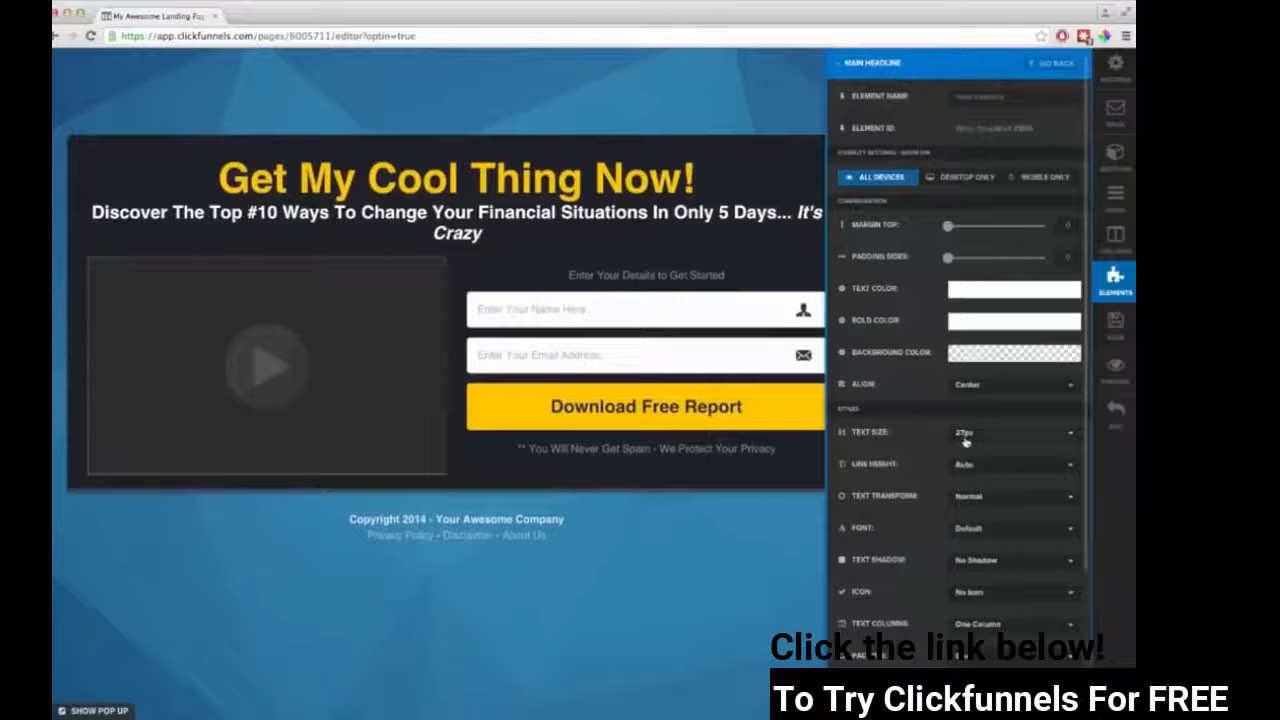 My Awesome Landing Pag
https://app.clickfunnels.com/pages/6005711/editor?optin=true
MAIN HEADLINE
GO BACK
ELEMENT NAME:
ELEMENT ID:
ALL DEVICES
DESKTOP ONLY
MOBILE ONLY
CONFIGURATION
MARGIN TOP:
0
PADDING SIDES:
0
TEXT COLOR:
BOLD COLOR:
BACKGROUND COLOR:
ALIGN:
Center
STYLES
TEXT SIZE:
27px
LINE HEIGHT:
Auto
TEXT TRANSFORM:
Normal
FONT:
Default
TEXT SHADOW:
No Shadow
ICON:
No Icon
TEXT COLUMNS:
One Column
ELEMENTS
Get My Cool Thing Now!
Discover The Top #10 Ways To Change Your Financial Situations In Only 5 Days... It's
Crazy
Enter Your Details to Get Started
Enter Your Name Here...
Enter Your Email Address...
Download Free Report
** You Will Never Get Spam - We Protect Your Privacy
Copyright 2014 - Your Awesome Company
Privacy Policy - Disclaimer - About Us
SHOW POP UP
Click the link below!
To Try Clickfunnels For FREE